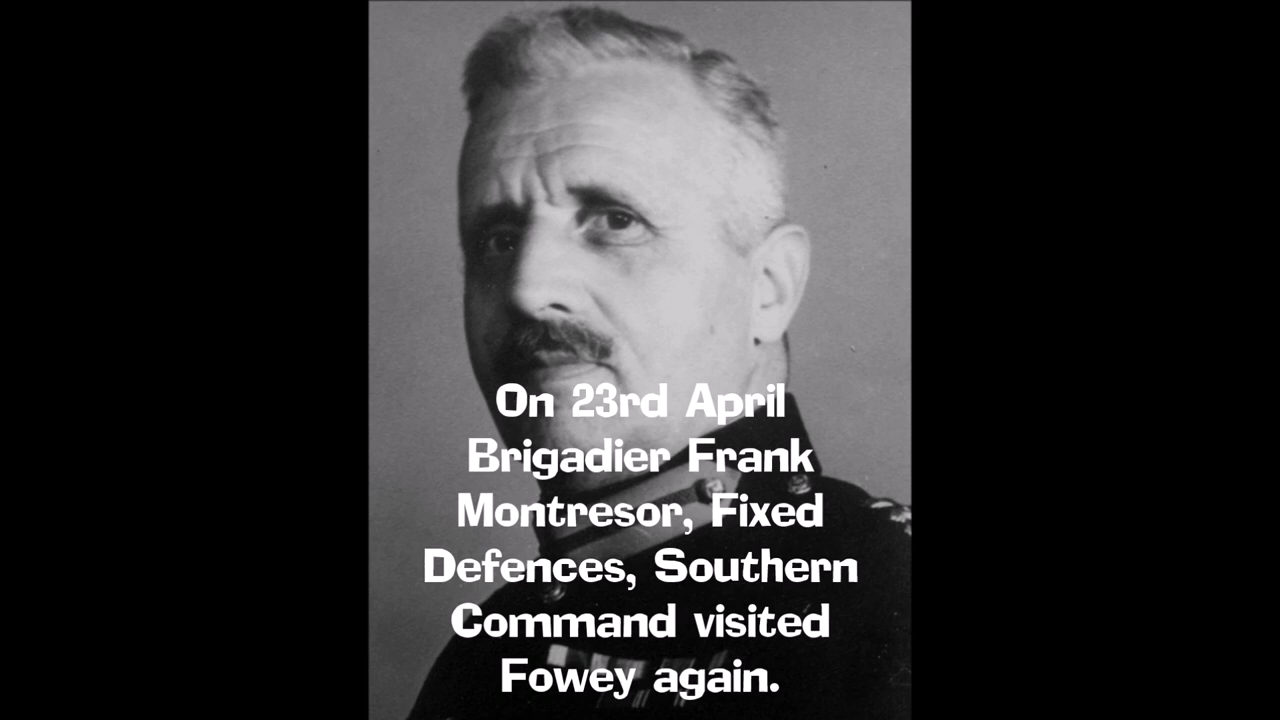 On 23rd April
Brigadier Frank
Montresor, Fixed
Defences, Southern
Command visited
Fowey again.